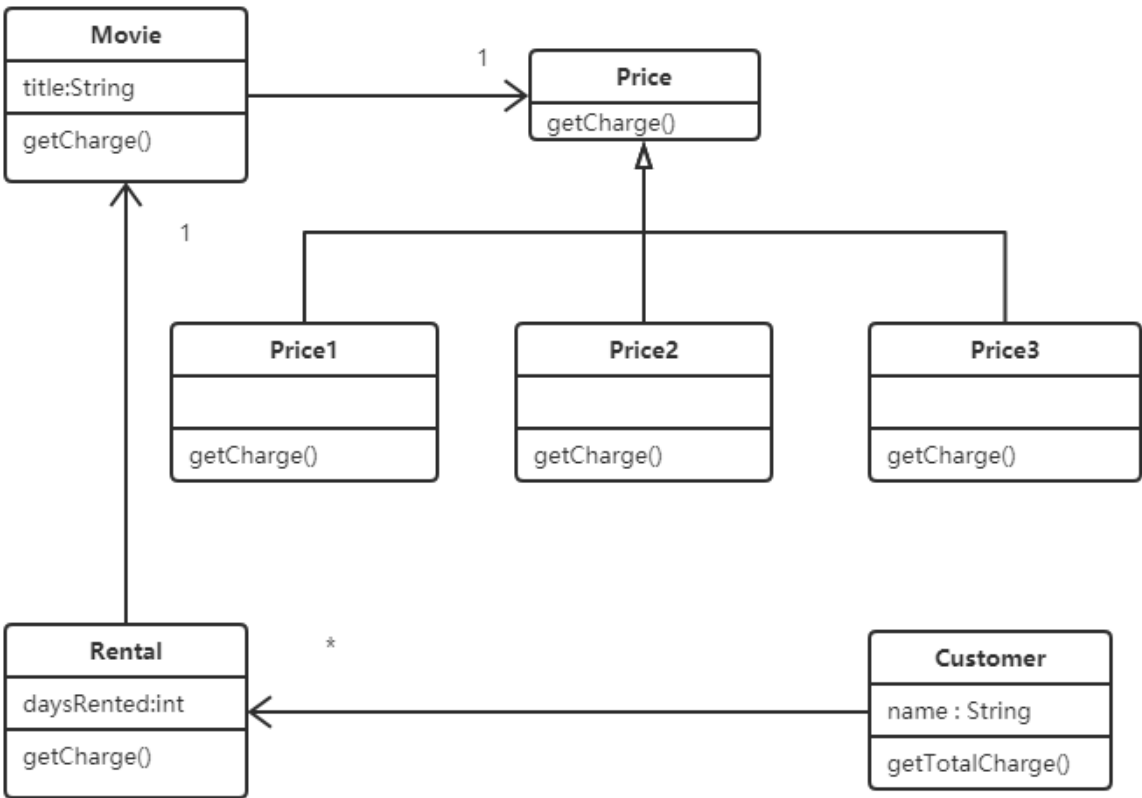 Movie
title:String
getCharge()
1
Price
getCharge()
1
Price1
getCharge()
Price2
getCharge()
Price3
getCharge()
Rental
daysRented:int
getCharge()
*
Customer
name : String
getTotalCharge()